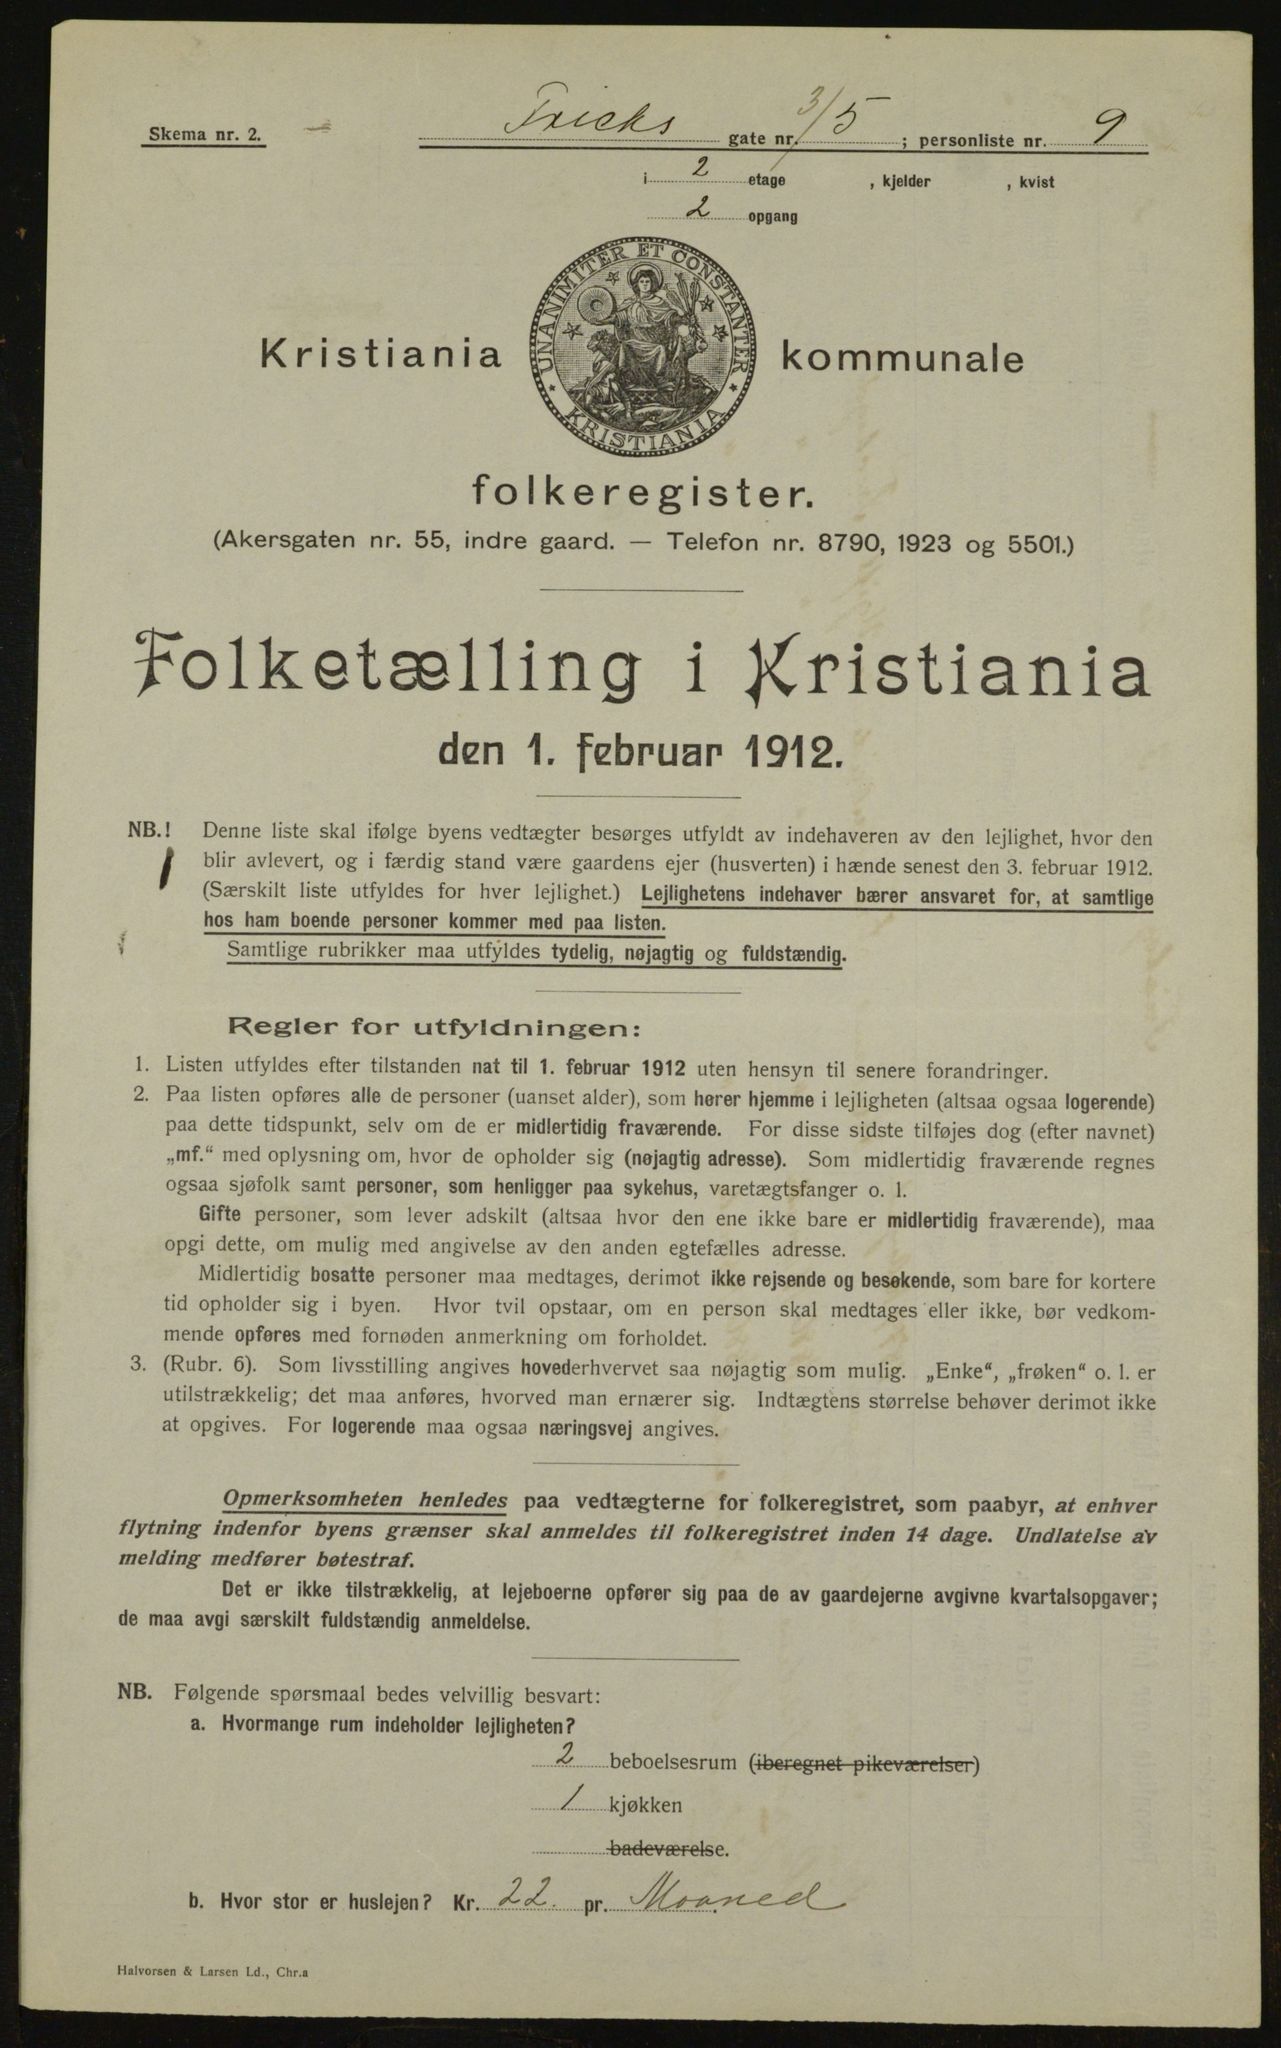 Skema nr. 2.
Fricks gate nr. 3/5 ; personliste nr. 9
i 2 etage , kjelder , kvist
2 opgang
UNANIMITER ET CONSTANTER
KRISTIANIA
Kristiania kommunale
folkeregister.
(Akersgaten nr. 55, indre gaard. — Telefon nr. 8790, 1923 og 5501.)
Folketælling i Kristiania
den 1. februar 1912.
NB.! Denne liste skal ifølge byens vedtægter besørges utfyldt av indehaveren av den lejlighet, hvor den
blir avlevert, og i færdig stand være gaardens ejer (husverten) i hænde senest den 3. februar 1912.
(Særskilt liste utfyldes for hver lejlighet.) Lejlighetens indehaver bærer ansvaret for, at samtlige
hos ham boende personer kommer med paa listen.
Samtlige rubrikker maa utfyldes tydelig, nøjagtig og fuldstændig.
Regler for utfyldningen:
1. Listen utfyldes efter tilstanden nat til 1. februar 1912 uten hensyn til senere forandringer.
2. Paa listen opføres alle de personer (uanset alder), som hører hjemme i lejligheten (altsaa ogsaa logerende)
paa dette tidspunkt, selv om de er midlertidig fraværende. For disse sidste tilføjes dog (efter navnet)
„mf.“ med oplysning om, hvor de opholder sig (nøjagtig adresse). Som midlertidig fraværende regnes
ogsaa sjøfolk samt personer, som henligger paa sykehus, varetægtsfanger o. l.
Gifte personer, som lever adskilt (altsaa hvor den ene ikke bare er midlertidig fraværende), maa
opgi dette, om mulig med angivelse av den anden egtefælles adresse.
Midlertidig bosatte personer maa medtages, derimot ikke rejsende og besøkende, som bare for kortere
tid opholder sig i byen. Hvor tvil opstaar, om en person skal medtages eller ikke, bør vedkom-
mende opføres med fornøden anmerkning om forholdet.
3. (Rubr. 6). Som livsstilling angives hovederhvervet saa nøjagtig som mulig. „Enke“, „frøken“ o. l. er
utilstrækkelig; det maa anføres, hvorved man ernærer sig. Indtægtens størrelse behøver derimot ikke
at opgives. For logerende maa ogsaa næringsvej angives.
Opmerksomheten henledes paa vedtægterne for folkeregistret, som paabyr, at enhver
flytning indenfor byens grænser skal anmeldes til folkeregistret inden 14 dage. Undlatelse av
melding medfører bøtestraf.
Det er ikke tilstrækkelig, at lejeboerne opfører sig paa de av gaardejerne avgivne kvartalsopgaver;
de maa avgi særskilt fuldstændig anmeldelse.
NB. Følgende spørsmaal bedes velvillig besvart:
a. Hvormange rum indeholder lejligheten?
2 beboelsesrum (iberegnet pikeværelser)
1 kjøkken
badeværelse.
b. Hvor stor er huslejen? Kr. 22. pr. Maaned
Halvorsen & Larsen Ld., Chr.a